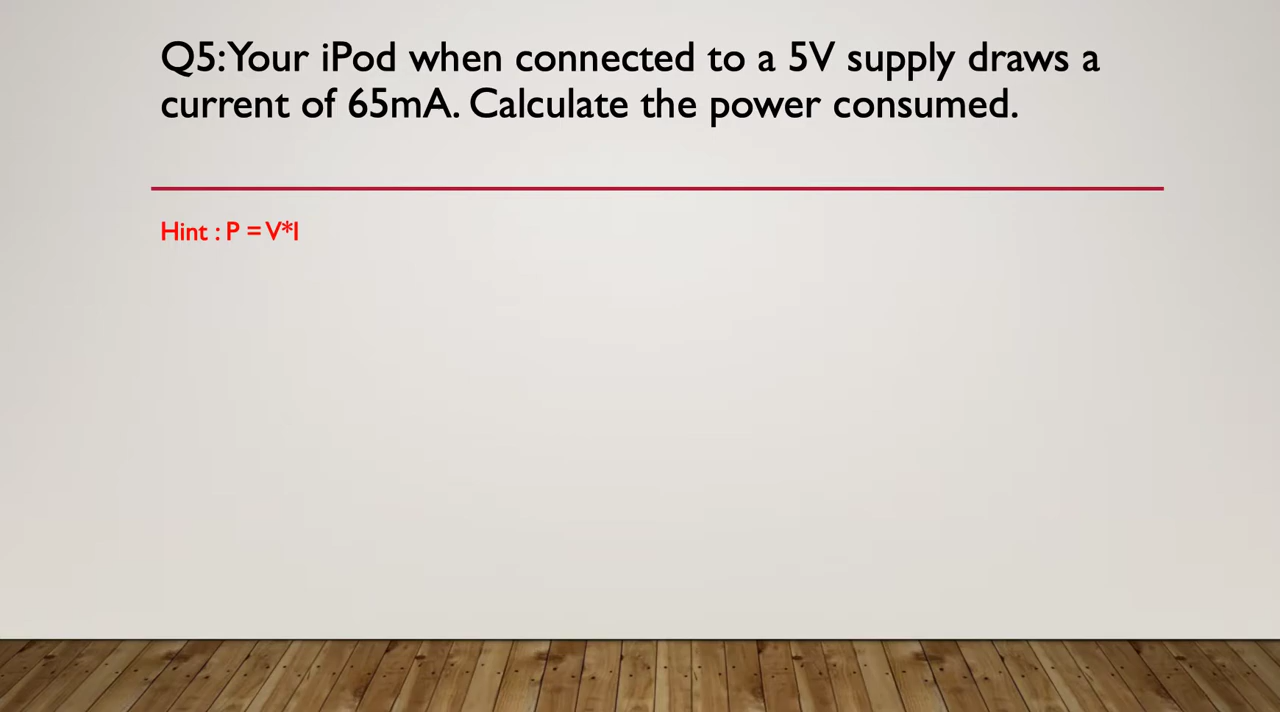 Q5: Your iPod when connected to a 5V supply draws a
current of 65mA. Calculate the power consumed.
Hint : P = V*I